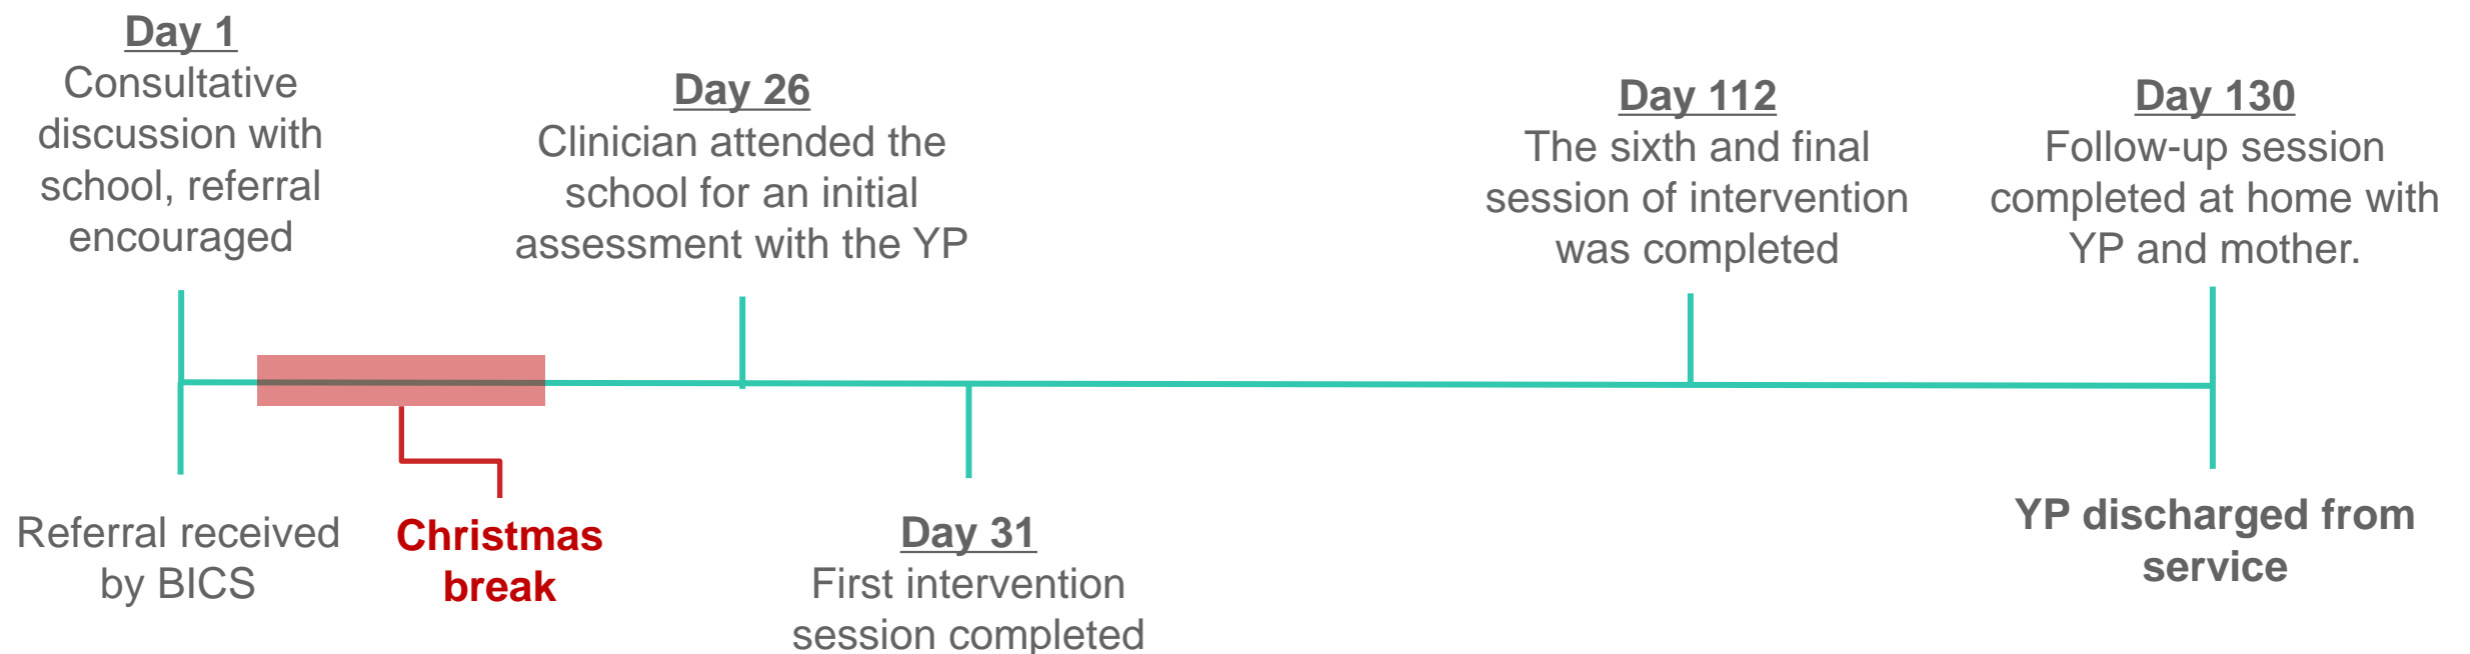 Day 1
Consultative
discussion with
school, referral
encouraged
Day 26
Clinician attended the
school for an initial
assessment with the YP
Day 112
The sixth and final
session of intervention
was completed
Day 130
Follow-up session
completed at home with
YP and mother.
Referral received
by BICS
Christmas
break
Day 31
First intervention
session completed
YP discharged from
service